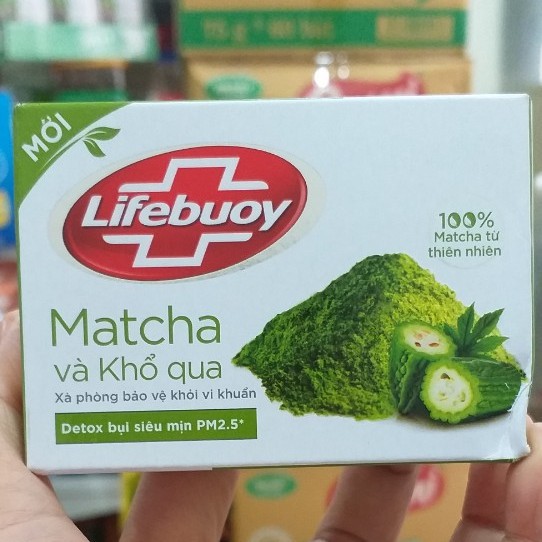 MỚI
Lifebuoy
100%
Matcha từ
thiên nhiên
Matcha
và Khổ qua
Xà phòng bảo vệ khỏi vi khuẩn
Detox bụi siêu mịn PM2.5*